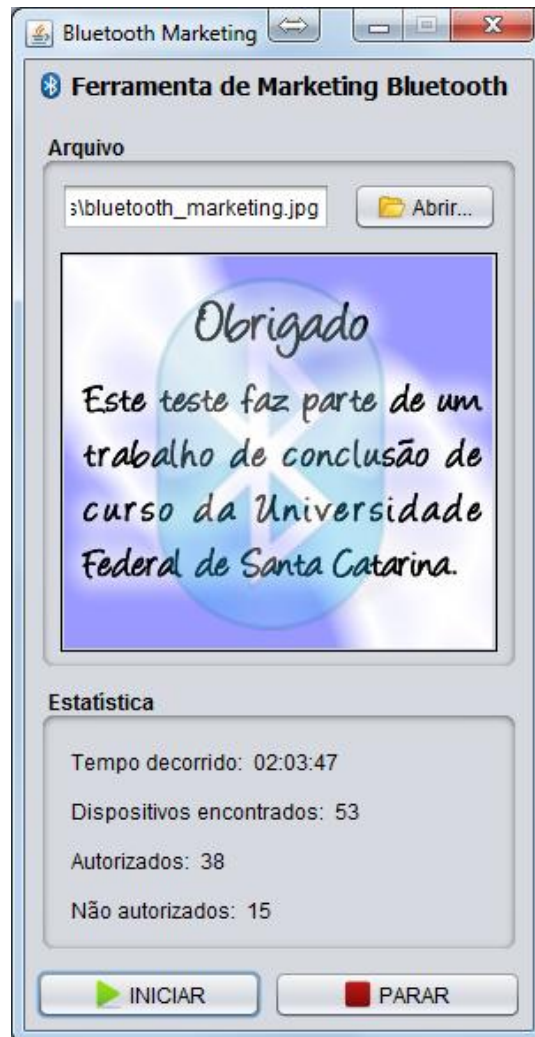 Bluetooth Marketing
Ferramenta de Marketing Bluetooth
Arquivo
s\bluetooth_marketing.jpg Abrir...
Obrigado
Este teste faz parte de um
trabalho de conclusão de
curso da Universidade
Federal de Santa Catarina.
Estatística
Tempo decorrido: 02:03:47
Dispositivos encontrados: 53
Autorizados: 38
Não autorizados: 15
INICIAR PARAR